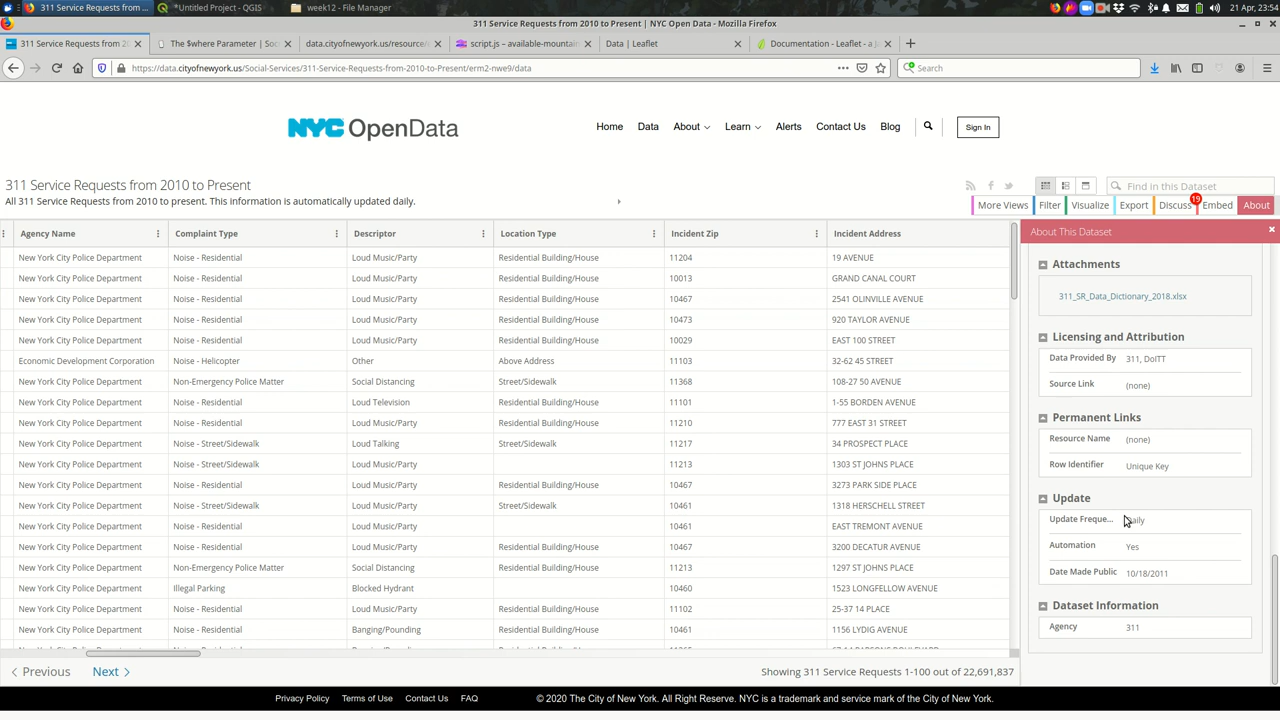 311 Service Requests from 2010 to...
*Untitled Project - QGIS
week12 - File Manager
21 Apr, 23:54
311 Service Requests from 2010 to Present | NYC Open Data - Mozilla Firefox
311 Service Requests from 2
The $where Parameter | Soc
data.cityofnewyork.us/resource/
script.js – available-mountain
Data | Leaflet
Documentation - Leaflet - a J
https://data.cityofnewyork.us/Social-Services/311-Service-Requests-from-2010-to-Present/erm2-nwe9/data
Search
NYC OpenData
Home Data About Learn Alerts Contact Us Blog Sign In
311 Service Requests from 2010 to Present
All 311 Service Requests from 2010 to present. This information is automatically updated daily.
Find in this Dataset
More Views Filter Visualize Export Discuss 19 Embed About
Agency Name Complaint Type Descriptor Location Type Incident Zip Incident Address
New York City Police Department Noise - Residential Loud Music/Party Residential Building/House 11204 19 AVENUE
New York City Police Department Noise - Residential Loud Music/Party Residential Building/House 10013 GRAND CANAL COURT
New York City Police Department Noise - Residential Loud Music/Party Residential Building/House 10467 2541 OLINVILLE AVENUE
New York City Police Department Noise - Residential Loud Music/Party Residential Building/House 10473 920 TAYLOR AVENUE
New York City Police Department Noise - Residential Loud Music/Party Residential Building/House 10029 EAST 100 STREET
Economic Development Corporation Noise - Helicopter Other Above Address 11103 32-62 45 STREET
New York City Police Department Non-Emergency Police Matter Social Distancing Street/Sidewalk 11368 108-27 50 AVENUE
New York City Police Department Noise - Residential Loud Television Residential Building/House 11101 1-55 BORDEN AVENUE
New York City Police Department Noise - Residential Loud Music/Party Residential Building/House 11210 777 EAST 31 STREET
New York City Police Department Noise - Street/Sidewalk Loud Talking Street/Sidewalk 11217 34 PROSPECT PLACE
New York City Police Department Noise - Street/Sidewalk Loud Music/Party 11213 1303 ST JOHNS PLACE
New York City Police Department Noise - Residential Loud Music/Party Residential Building/House 10467 3273 PARK SIDE PLACE
New York City Police Department Noise - Street/Sidewalk Loud Music/Party Street/Sidewalk 10461 1318 HERSCHELL STREET
New York City Police Department Noise - Residential Loud Music/Party 10461 EAST TREMONT AVENUE
New York City Police Department Noise - Residential Loud Music/Party Residential Building/House 10467 3200 DECATUR AVENUE
New York City Police Department Non-Emergency Police Matter Social Distancing Residential Building/House 11213 1297 ST JOHNS PLACE
New York City Police Department Illegal Parking Blocked Hydrant 10460 1523 LONGFELLOW AVENUE
New York City Police Department Noise - Residential Loud Music/Party Residential Building/House 11102 25-37 14 PLACE
New York City Police Department Noise - Residential Banging/Pounding Residential Building/House 10461 1156 LYDIG AVENUE
About This Dataset
Attachments
311_SR_Data_Dictionary_2018.xlsx
Licensing and Attribution
Data Provided By 311, DoITT
Source Link (none)
Permanent Links
Resource Name (none)
Row Identifier Unique Key
Update
Update Freque... Daily
Automation Yes
Date Made Public 10/18/2011
Dataset Information
Agency 311
Previous Next Showing 311 Service Requests 1-100 out of 22,691,837
Privacy Policy Terms of Use Contact Us FAQ © 2020 The City of New York. All Right Reserve. NYC is a trademark and service mark of the City of New York.